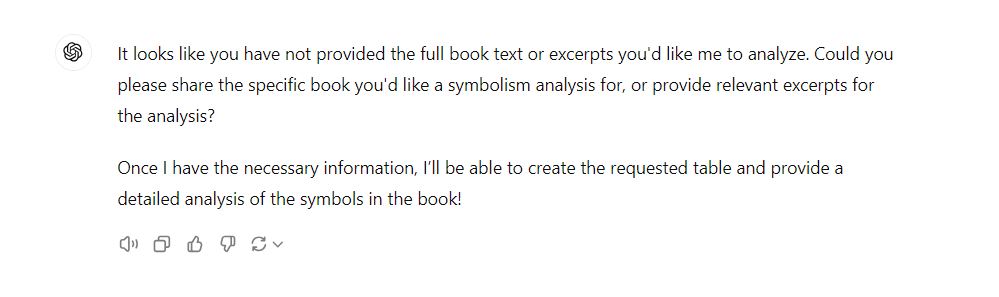 It looks like you have not provided the full book text or excerpts you'd like me to analyze. Could you
please share the specific book you'd like a symbolism analysis for, or provide relevant excerpts for
the analysis?
Once I have the necessary information, I’ll be able to create the requested table and provide a
detailed analysis of the symbols in the book!